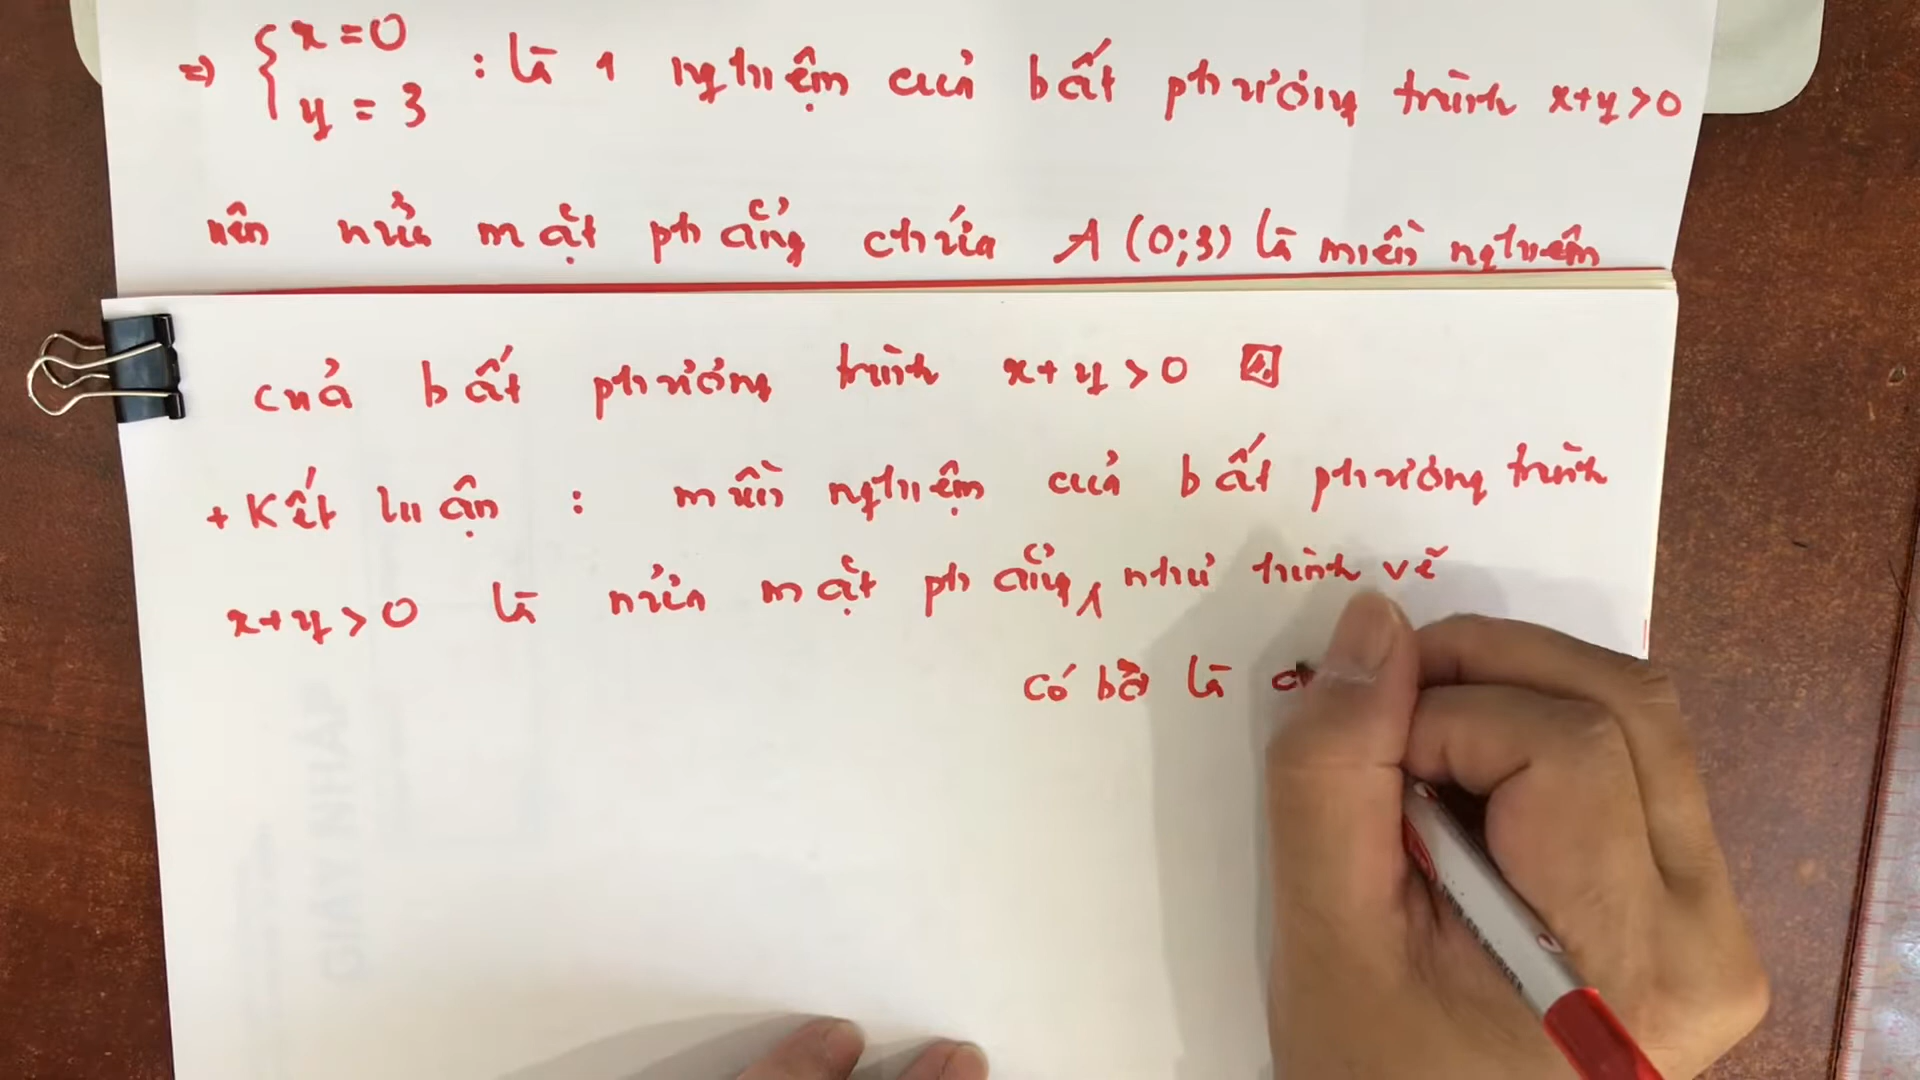 ⇒ { x = 0
y = 3 : là 1 nghiệm của bất phương trình x+y > 0
nên nửa mặt phẳng chứa A (0;3) là miền nghiệm
của bất phương trình x+y > 0
+ Kết luận : miền nghiệm của bất phương trình
x+y > 0 là nửa mặt phẳng như hình vẽ
có bờ là
GIẤY NHÁP